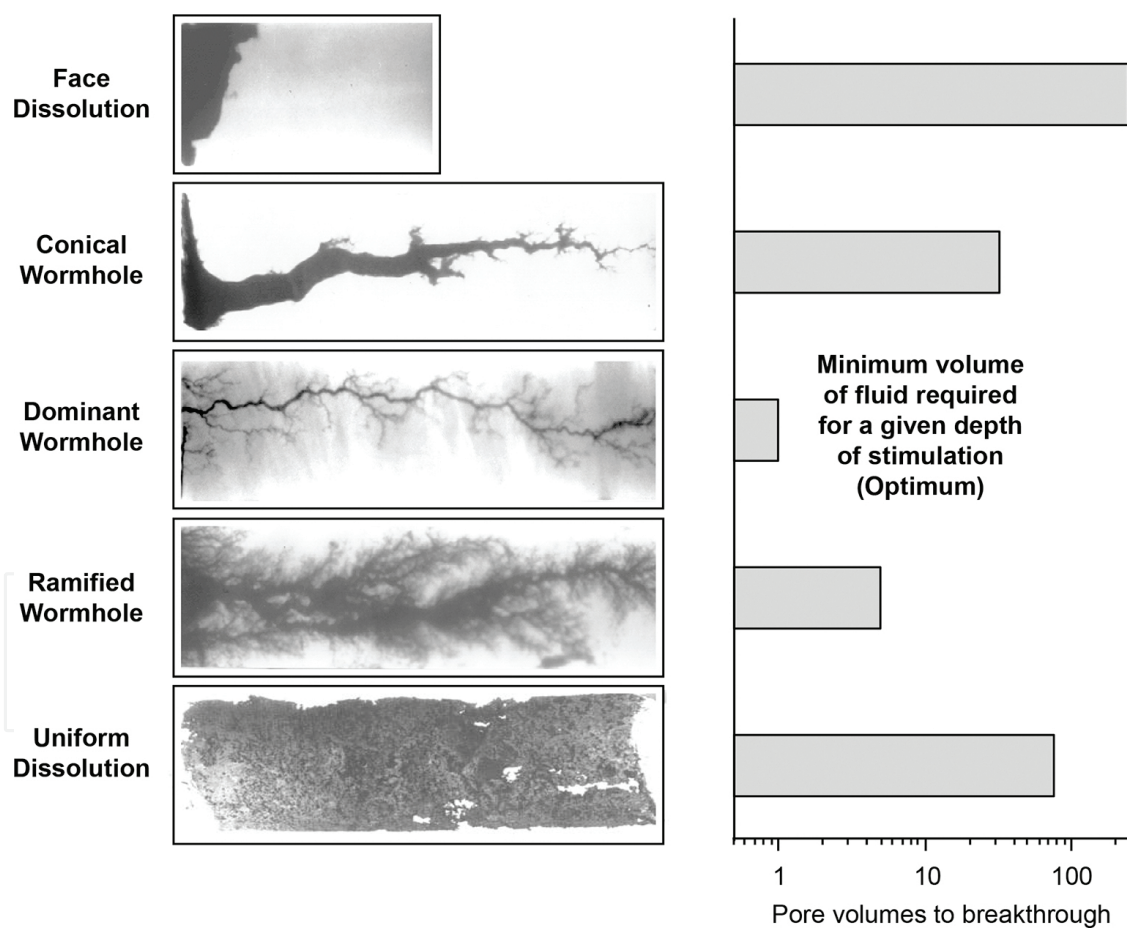 Face
Dissolution
Conical
Wormhole
Dominant
Wormhole
Minimum volume
of fluid required
for a given depth
of stimulation
(Optimum)
Ramified
Wormhole
Uniform
Dissolution
1 10 100
Pore volumes to breakthrough